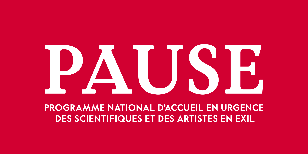 PAUSE
PROGRAMME NATIONAL D'ACCUEIL EN URGENCE
DES SCIENTIFIQUES ET DES ARTISTES EN EXIL